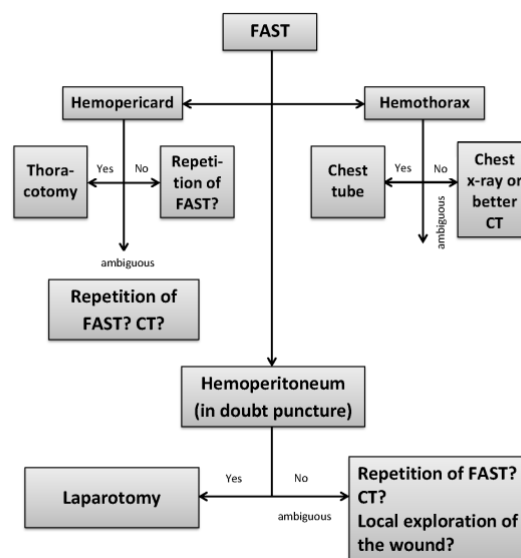 FAST
Hemopericard
Hemothorax
Thora-
cotomy
Yes
No
Repeti-
tion of
FAST?
Chest
tube
Yes
No
Chest
x-ray or
better
CT
ambiguous
ambiguous
Repetition of
FAST? CT?
Hemoperitoneum
(in doubt puncture)
Laparotomy
Yes
No
ambiguous
Repetition of FAST?
CT?
Local exploration of
the wound?